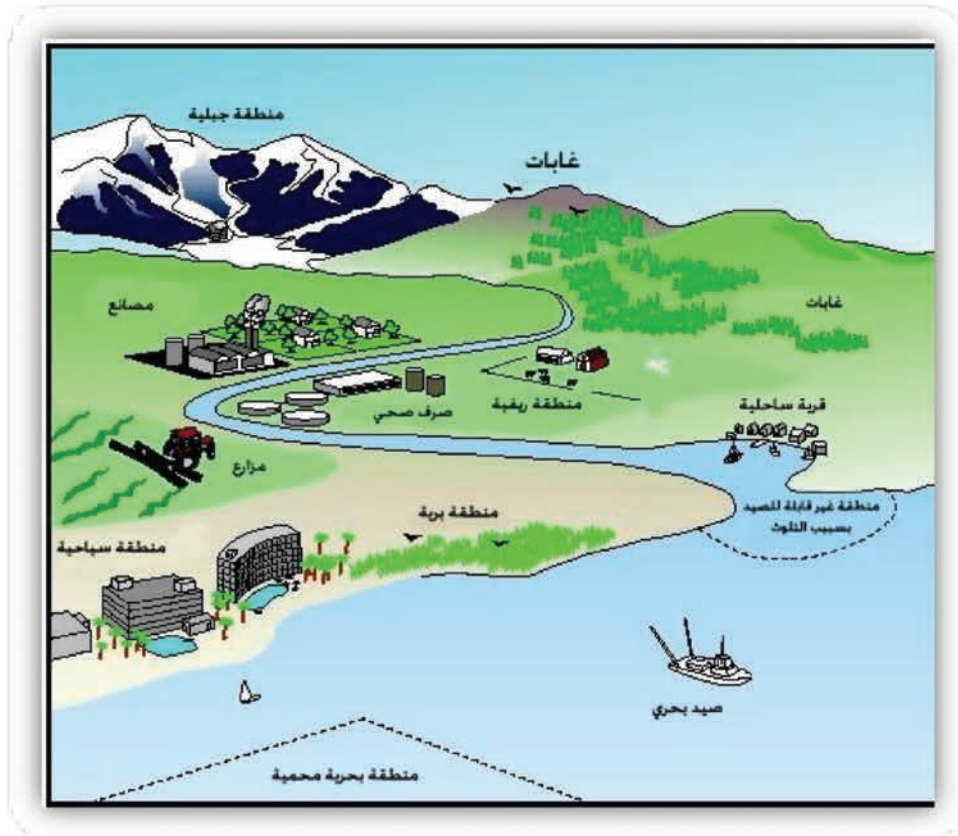 منطقة جبلية
غابات
غابات
مصانع
منطقة ريفية
صرف صحي
قرية ساحلية
مزارع
منطقة غير قابلة للصيد
بسبب التلوث
منطقة برية
منطقة سياحية
صيد بحري
منطقة بحرية محمية